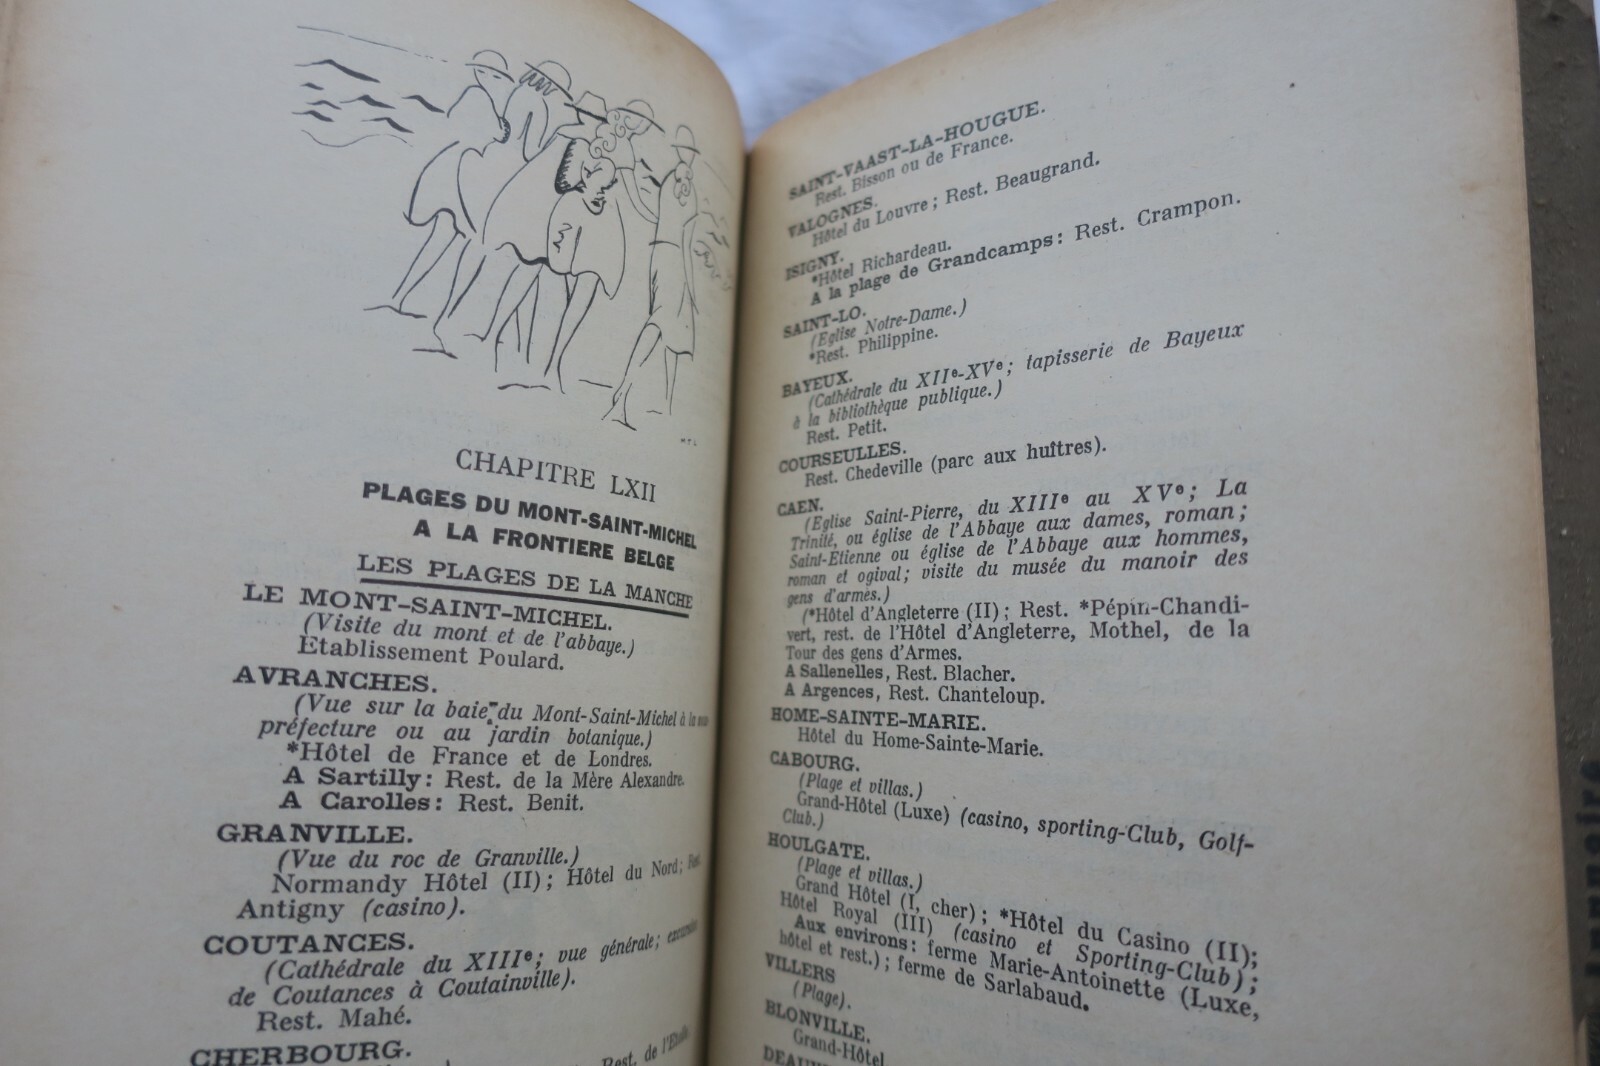 M F L
CHAPITRE LXII
PLAGES DU MONT-SAINT-MICHEL
A LA FRONTIERE BELGE
LES PLAGES DE LA MANCHE
LE MONT-SAINT-MICHEL.
(Visite du mont et de l'abbaye.)
Etablissement Poulard.
AVRANCHES.
(Vue sur la baie du Mont-Saint-Michel à la
préfecture ou au jardin botanique.)
*Hôtel de France et de Londres.
A Sartilly: Rest. de la Mère Alexandre.
A Carolles: Rest. Benit.
GRANVILLE.
(Vue du roc de Granville.)
Normandy Hôtel (II); Hôtel du Nord;
Antigny (casino).
COUTANCES.
(Cathédrale du XIIIe; vue générale; excursion
de Coutances à Coutainville).
Rest. Mahé.
CHERBOURG.
Rest. de l'Etoile
SAINT-VAAST-LA-HOUGUE.
Rest. Bisson ou de France.
VALOGNES.
Hôtel du Louvre; Rest. Beaugrand.
ISIGNY.
*Hôtel Richardeau.
A la plage de Grandcamps: Rest. Crampon.
SAINT-LO.
(Eglise Notre-Dame.)
*Rest. Philippine.
BAYEUX.
(Cathédrale du XIIe-XVe; tapisserie de Bayeux
à la bibliothèque publique.)
Rest. Petit.
COURSEULLES.
Rest. Chedeville (parc aux huîtres).
CAEN.
(Eglise Saint-Pierre, du XIIIe au XVe; La
Trinité, ou église de l'Abbaye aux dames, roman;
Saint-Etienne ou église de l'Abbaye aux hommes,
roman et ogival; visite du musée du manoir des
gens d'armes.)
(*Hôtel d'Angleterre (II); Rest. *Pépin-Chandi-
vert, rest. de l'Hôtel d'Angleterre, Mothel, de la
Tour des gens d'Armes.
A Sallenelles, Rest. Blacher.
A Argences, Rest. Chanteloup.
HOME-SAINTE-MARIE.
Hôtel du Home-Sainte-Marie.
CABOURG.
(Plage et villas.)
Grand-Hôtel (Luxe) (casino, sporting-Club, Golf-
Club.)
HOULGATE.
(Plage et villas.)
Grand Hôtel (I, cher); *Hôtel du Casino (II);
Hôtel Royal (III) (casino et Sporting-Club);
Aux environs: ferme Marie-Antoinette (Luxe,
hôtel et rest.); ferme de Sarlabaud.
VILLERS
(Plage).
BLONVILLE.
Grand-Hôtel